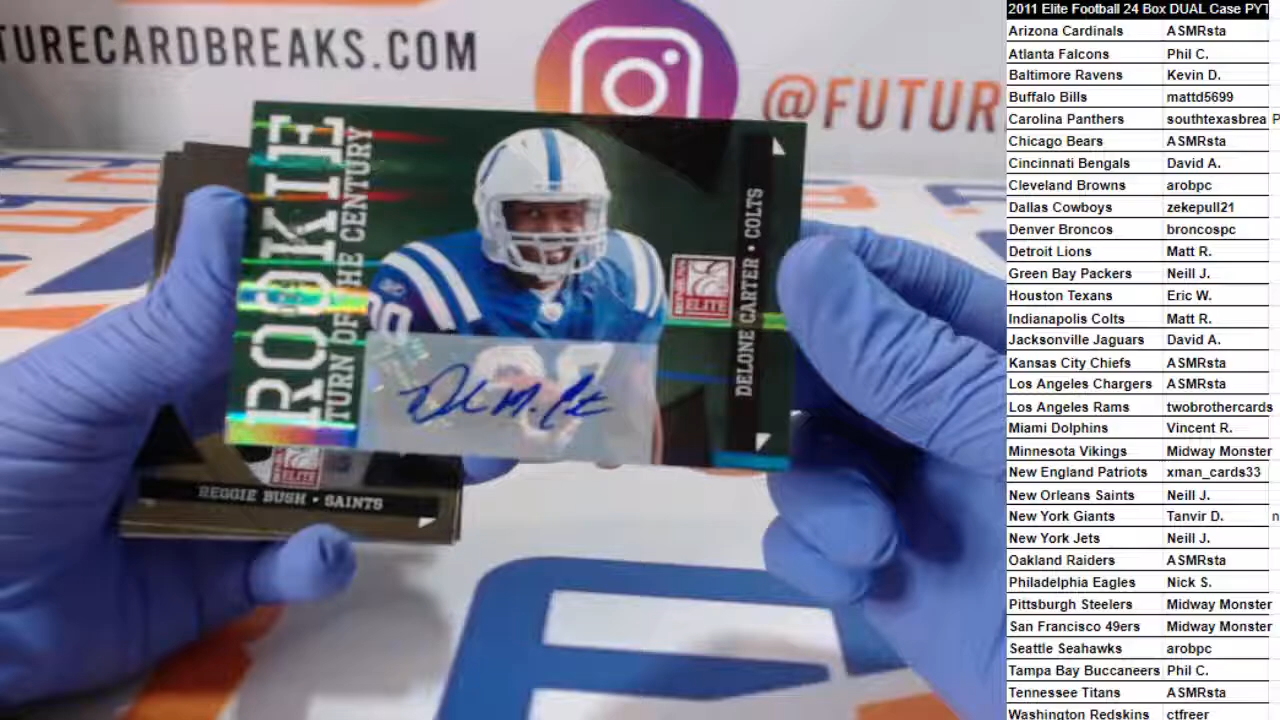 TURECARDBREAKS.COM
@FUTUR
ROOKIE
TURN OF THE CENTURY
DONRUSS
ELITE
DELONE CARTER • COLTS
ELITE
REGGIE BUSH • SAINTS
2011 Elite Football 24 Box DUAL Case PYT
Arizona Cardinals ASMRsta
Atlanta Falcons Phil C.
Baltimore Ravens Kevin D.
Buffalo Bills mattd5699
Carolina Panthers southtexasbrea P
Chicago Bears ASMRsta
Cincinnati Bengals David A.
Cleveland Browns arobpc
Dallas Cowboys zekepull21
Denver Broncos broncospc
Detroit Lions Matt R.
Green Bay Packers Neill J.
Houston Texans Eric W.
Indianapolis Colts Matt R.
Jacksonville Jaguars David A.
Kansas City Chiefs ASMRsta
Los Angeles Chargers ASMRsta
Los Angeles Rams twobrothercards
Miami Dolphins Vincent R.
Minnesota Vikings Midway Monster
New England Patriots xman_cards33
New Orleans Saints Neill J.
New York Giants Tanvir D. n
New York Jets Neill J.
Oakland Raiders ASMRsta
Philadelphia Eagles Nick S.
Pittsburgh Steelers Midway Monster
San Francisco 49ers Midway Monster
Seattle Seahawks arobpc
Tampa Bay Buccaneers Phil C.
Tennessee Titans ASMRsta
Washington Redskins ctfreer